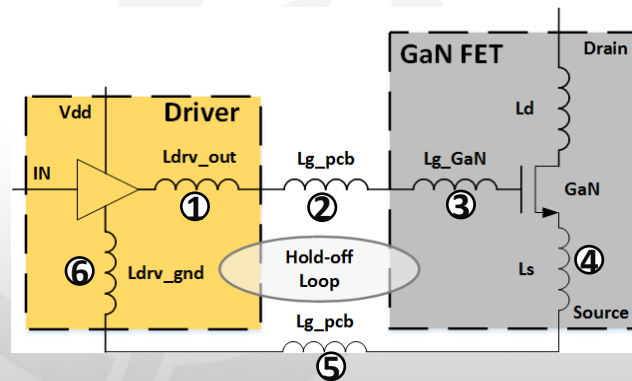 GaN FET
Drain
Driver
Vdd
Ld
Ldrv_out
Lg_pcb
Lg_GaN
IN
GaN
①
②
③
⑥
Ldrv_gnd
Hold-off
Loop
Ls
④
Source
Lg_pcb
⑤